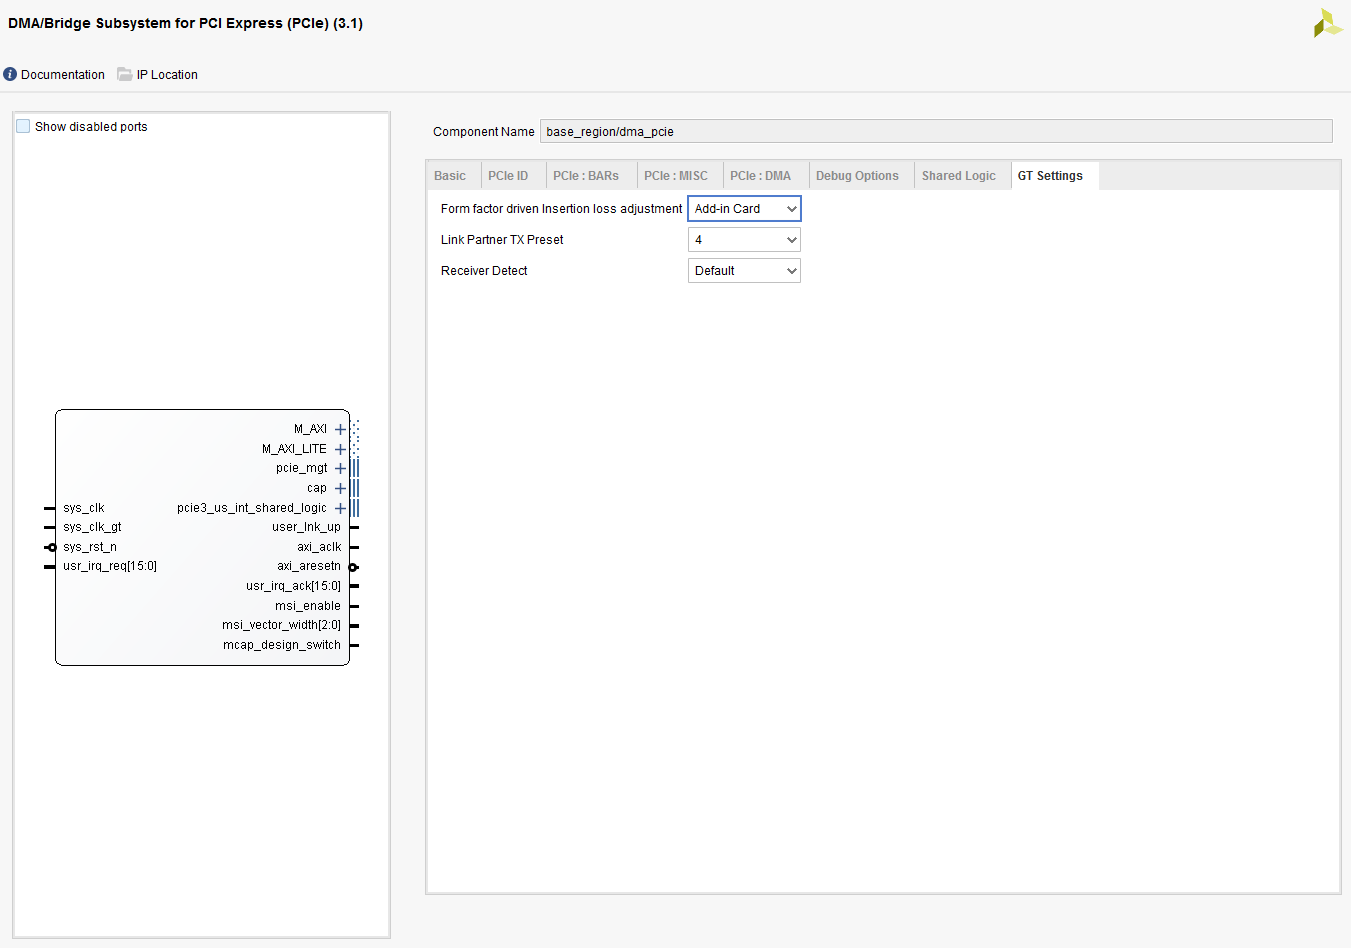 DMA/Bridge Subsystem for PCI Express (PCIe) (3.1)
Documentation IP Location
Show disabled ports
M_AXI
M_AXI_LITE
pcie_mgt
cap
sys_clk pcie3_us_int_shared_logic
sys_clk_gt user_lnk_up
sys_rst_n axi_aclk
usr_irq_req[15:0] axi_aresetn
usr_irq_ack[15:0]
msi_enable
msi_vector_width[2:0]
mcap_design_switch
Component Name base_region/dma_pcie
Basic PCIe ID PCIe : BARs PCIe : MISC PCIe : DMA Debug Options Shared Logic GT Settings
Form factor driven Insertion loss adjustment Add-in Card
Link Partner TX Preset 4
Receiver Detect Default